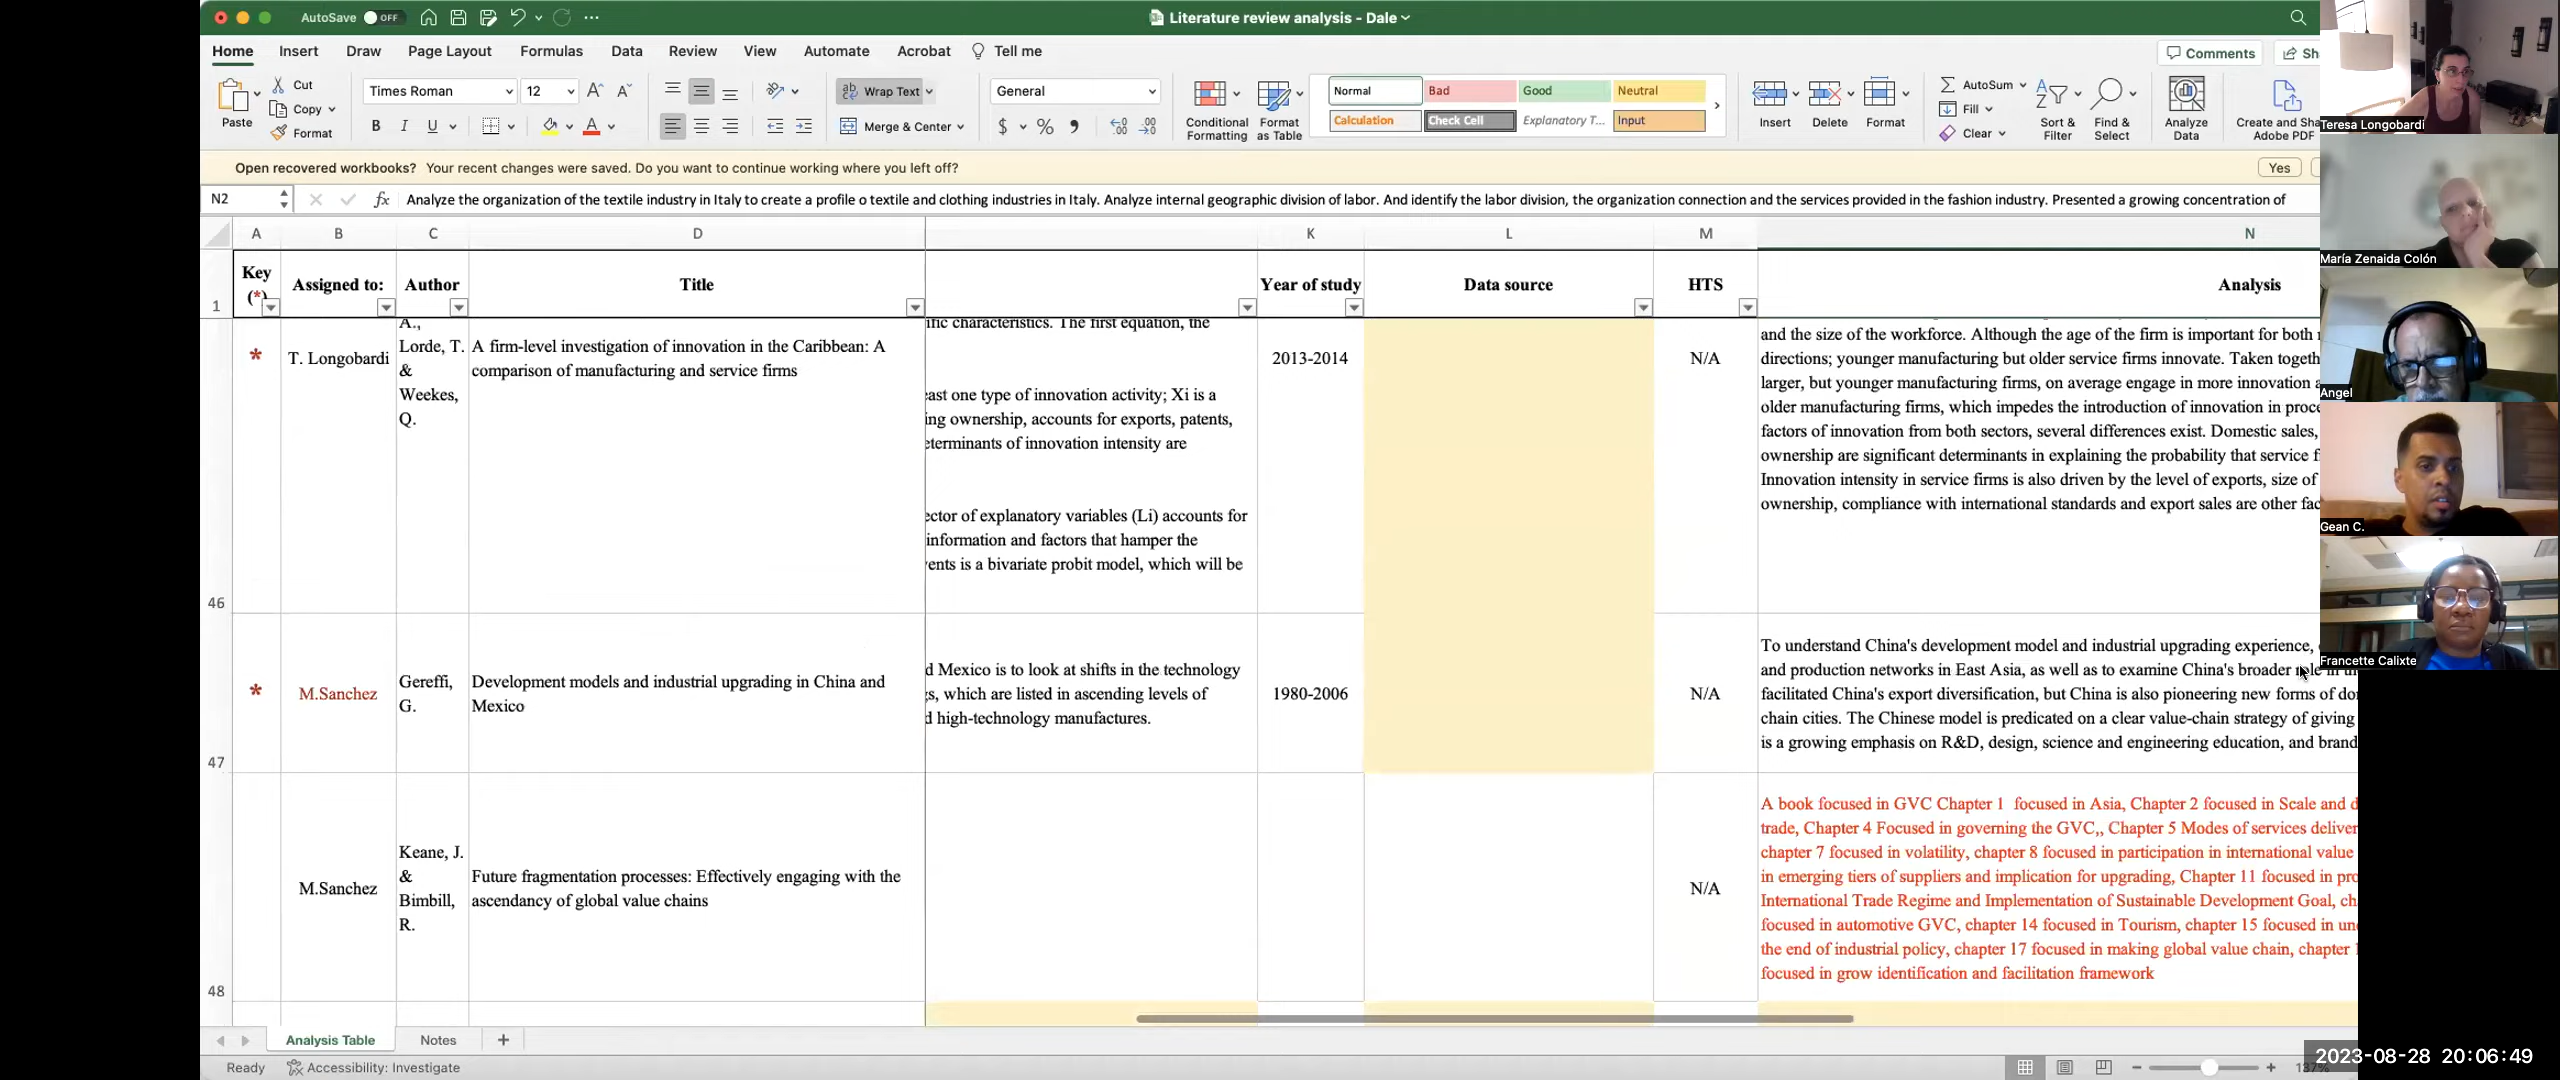 AutoSave OFF
Literature review analysis - Dale
Home Insert Draw Page Layout Formulas Data Review View Automate Acrobat Tell me
Comments
Paste
Cut
Copy
Format
Times Roman 12
B I U
Wrap Text
Merge & Center
General
$ %
Conditional Formatting
Format as Table
Normal Bad Good Neutral
Calculation Check Cell Explanatory T... Input
Insert Delete Format
AutoSum
Fill
Clear
Sort & Filter
Find & Select
Analyze Data
Open recovered workbooks? Your recent changes were saved. Do you want to continue working where you left off?
Yes
N2
fx
Analyze the organization of the textile industry in Italy to create a profile o textile and clothing industries in Italy. Analyze internal geographic division of labor. And identify the labor division, the organization connection and the services provided in the fashion industry. Presented a growing concentration of
A B C D K L M N
1
Key (*)
Assigned to:
Author
Title
Year of study
Data source
HTS
Analysis
46
*
T. Longobardi
A.,
Lorde, T.
&
Weekes,
Q.
A firm-level investigation of innovation in the Caribbean: A
comparison of manufacturing and service firms
ific characteristics. The first equation, the
east one type of innovation activity; Xi is a
ing ownership, accounts for exports, patents,
eterminants of innovation intensity are
ector of explanatory variables (Li) accounts for
information and factors that hamper the
ents is a bivariate probit model, which will be
2013-2014
N/A
and the size of the workforce. Although the age of the firm is important for both
directions; younger manufacturing but older service firms innovate. Taken togeth
larger, but younger manufacturing firms, on average engage in more innovation a
older manufacturing firms, which impedes the introduction of innovation in proce
factors of innovation from both sectors, several differences exist. Domestic sales,
ownership are significant determinants in explaining the probability that service f
Innovation intensity in service firms is also driven by the level of exports, size of
ownership, compliance with international standards and export sales are other fac
47
*
M.Sanchez
Gereffi,
G.
Development models and industrial upgrading in China and
Mexico
d Mexico is to look at shifts in the technology
s, which are listed in ascending levels of
d high-technology manufactures.
1980-2006
N/A
To understand China's development model and industrial upgrading experience,
and production networks in East Asia, as well as to examine China's broader role in th
facilitated China's export diversification, but China is also pioneering new forms of do
chain cities. The Chinese model is predicated on a clear value-chain strategy of giving
is a growing emphasis on R&D, design, science and engineering education, and brand
48
M.Sanchez
Keane, J.
&
Bimbill,
R.
Future fragmentation processes: Effectively engaging with the
ascendancy of global value chains
N/A
A book focused in GVC Chapter 1 focused in Asia, Chapter 2 focused in Scale and d
trade, Chapter 4 Focused in governing the GVC,, Chapter 5 Modes of services deliver
chapter 7 focused in volatility, chapter 8 focused in participation in international value
in emerging tiers of suppliers and implication for upgrading, Chapter 11 focused in pro
International Trade Regime and Implementation of Sustainable Development Goal, ch
focused in automotive GVC, chapter 14 focused in Tourism, chapter 15 focused in un
the end of industrial policy, chapter 17 focused in making global value chain, chapter
focused in grow identification and facilitation framework
Analysis Table Notes +
Ready
Accessibility: Investigate
Teresa Longobardi
María Zenaida Colón
Angel
Gean C.
Francette Calixte
2023-08-28 20:06:49